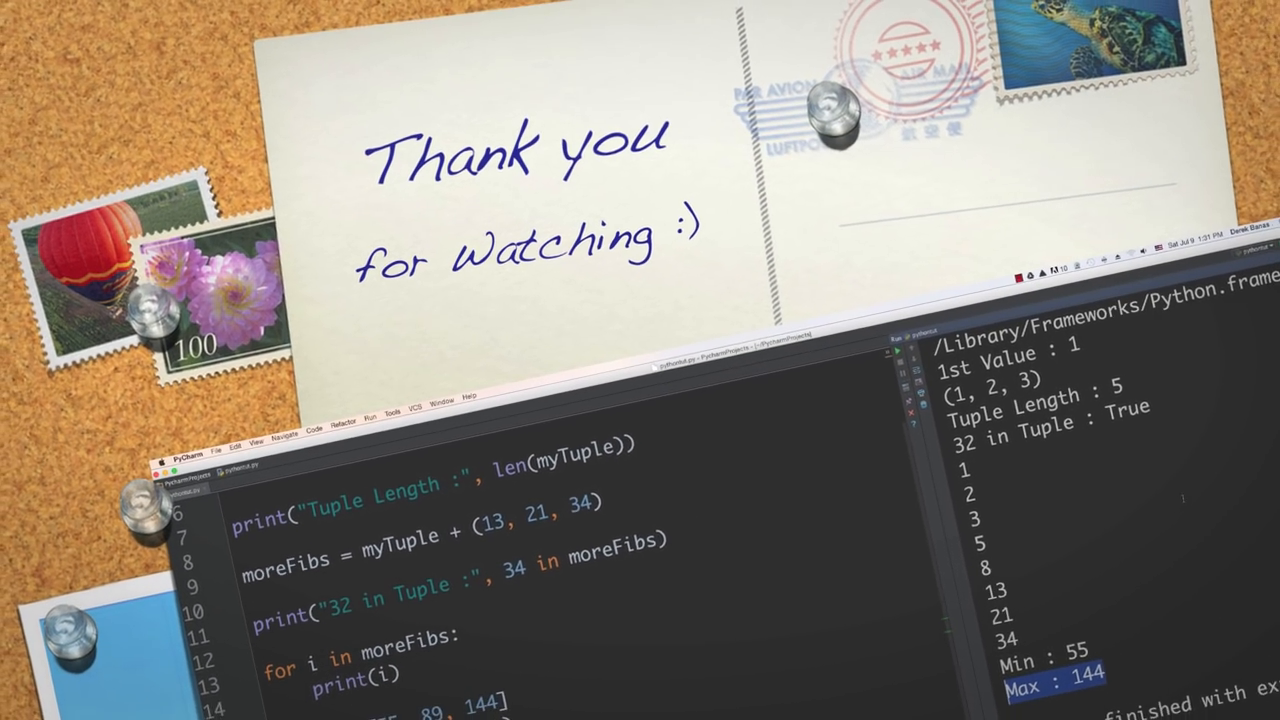 Thank you
for Watching :)
PAR AVION
AIR MAIL
航空便
100
Sat Jul 9 1:31 PM Derek Banas
PyCharm File Edit View Navigate Code Refactor Run Tools VCS Window Help
pythontut.py - PycharmProjects - [~/PycharmProjects]
PycharmProjects pythontut.py
Run pythontut
6
7 print("Tuple Length :", len(myTuple))
8
9 moreFibs = myTuple + (13, 21, 34)
10
11 print("32 in Tuple :", 34 in moreFibs)
12
13 for i in moreFibs:
14 print(i)
89, 144]
/Library/Frameworks/Python.frame
1st Value : 1
(1, 2, 3)
Tuple Length : 5
32 in Tuple : True
1
2
3
5
8
13
21
34
Min : 55
Max : 144
finished with ex